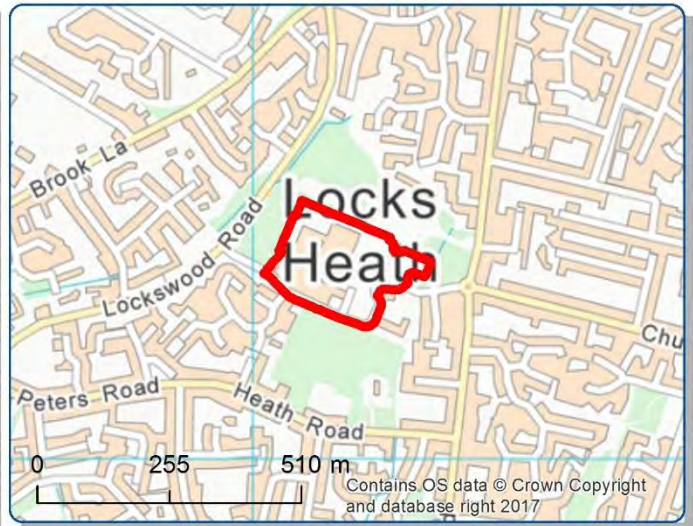 Brook La
Locks
Heath
Lockswood Road
Chu
Peters Road
Heath Road
0 255 510 m
Contains OS data © Crown Copyright
and database right 2017